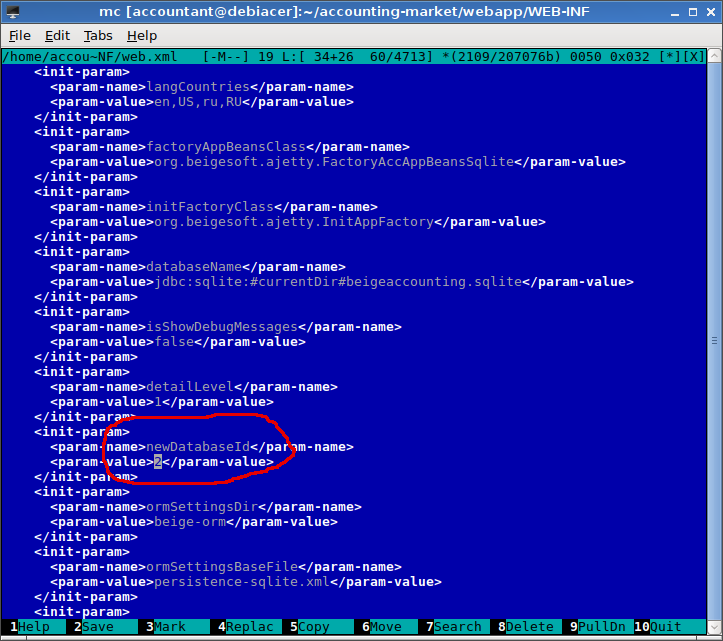 mc [accountant@debiacer]:~/accounting-market/webapp/WEB-INF
File Edit Tabs Help
/home/accou~NF/web.xml [-M--] 19 L:[ 34+26 60/4713] *(2109/207076b) 0050 0x032 [*][X]
<init-param>
<param-name>langCountries</param-name>
<param-value>en,US,ru,RU</param-value>
</init-param>
<init-param>
<param-name>factoryAppBeansClass</param-name>
<param-value>org.beigesoft.ajetty.FactoryAccAppBeansSqlite</param-value>
</init-param>
<init-param>
<param-name>initFactoryClass</param-name>
<param-value>org.beigesoft.ajetty.InitAppFactory</param-value>
</init-param>
<init-param>
<param-name>databaseName</param-name>
<param-value>jdbc:sqlite:#currentDir#beigeaccounting.sqlite</param-value>
</init-param>
<init-param>
<param-name>isShowDebugMessages</param-name>
<param-value>false</param-value>
</init-param>
<init-param>
<param-name>detailLevel</param-name>
<param-value>1</param-value>
</init-param>
<init-param>
<param-name>newDatabaseId</param-name>
<param-value>2</param-value>
</init-param>
<init-param>
<param-name>ormSettingsDir</param-name>
<param-value>beige-orm</param-value>
</init-param>
<init-param>
<param-name>ormSettingsBaseFile</param-name>
<param-value>persistence-sqlite.xml</param-value>
</init-param>
<init-param>
1Help 2Save 3Mark 4Replac 5Copy 6Move 7Search 8Delete 9PullDn 10Quit